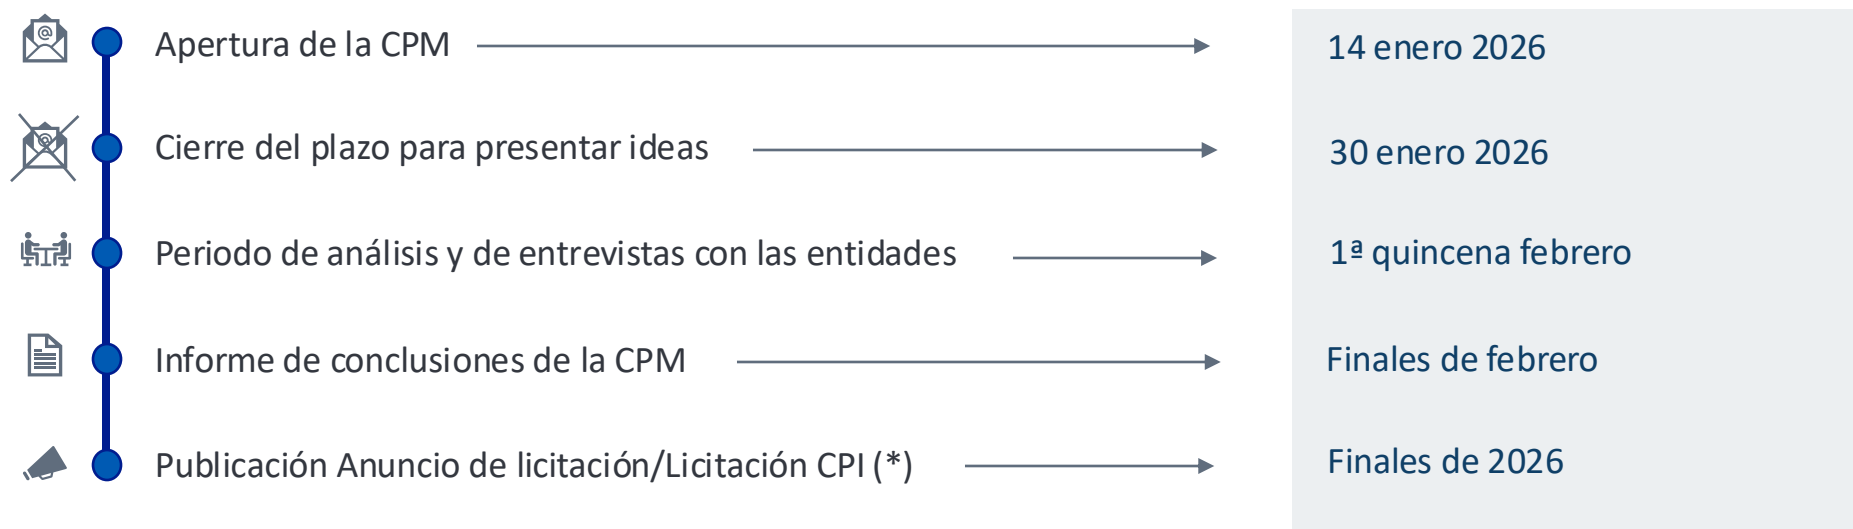 Apertura de la CPM
14 enero 2026
Cierre del plazo para presentar ideas
30 enero 2026
Periodo de análisis y de entrevistas con las entidades
1ª quincena febrero
Informe de conclusiones de la CPM
Finales de febrero
Publicación Anuncio de licitación/Licitación CPI (*)
Finales de 2026